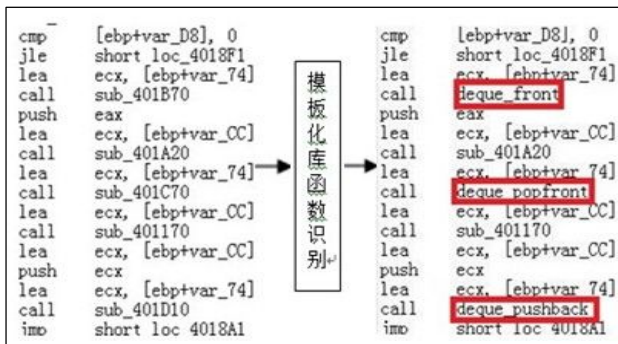 cmp [ebp+var_D8], 0
jle short loc_4018F1
lea ecx, [ebp+var_74]
call sub_401B70
push eax
lea ecx, [ebp+var_CC]
call sub_401A20
lea ecx, [ebp+var_74]
call sub_401C70
lea ecx, [ebp+var_CC]
call sub_401170
lea ecx, [ebp+var_CC]
push ecx
lea ecx, [ebp+var_74]
call sub_401D10
jmp short loc_4018A1
模板化库函数识别
cmp [ebp+var_D8], 0
jle short loc_4018F1
lea ecx, [ebp+var_74]
call deque_front
push eax
lea ecx, [ebp+var_CC]
call sub_401A20
lea ecx, [ebp+var_74]
call deque_popfront
lea ecx, [ebp+var_CC]
call sub_401170
lea ecx, [ebp+var_CC]
push ecx
lea ecx, [ebp+var_74]
call deque_pushback
jmp short loc_4018A1